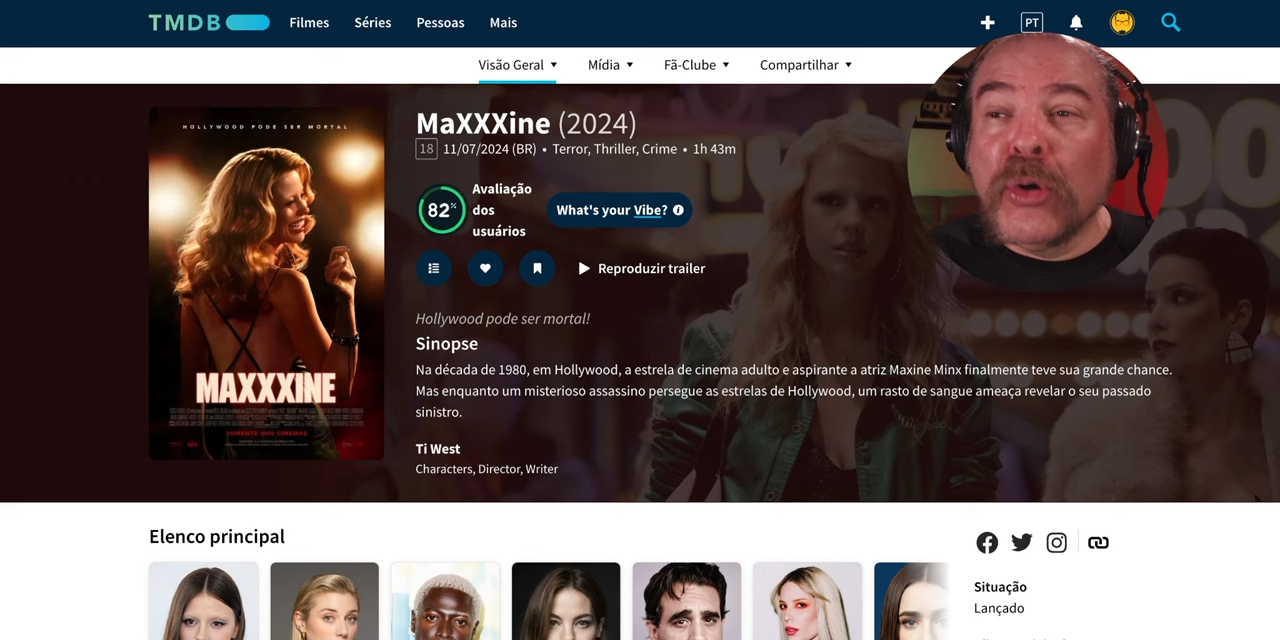 TMDB
Filmes
Séries
Pessoas
Mais
PT
Visão Geral
Mídia
Fã-Clube
Compartilhar
HOLLYWOOD PODE SER MORTAL
MAXXXINE
SOMENTE NOS CINEMAS
MaXXXine (2024)
18 11/07/2024 (BR) • Terror, Thriller, Crime • 1h 43m
82%
Avaliação
dos
usuários
What's your Vibe?
Reproduzir trailer
Hollywood pode ser mortal!
Sinopse
Na década de 1980, em Hollywood, a estrela de cinema adulto e aspirante a atriz Maxine Minx finalmente teve sua grande chance.
Mas enquanto um misterioso assassino persegue as estrelas de Hollywood, um rasto de sangue ameaça revelar o seu passado
sinistro.
Ti West
Characters, Director, Writer
Elenco principal
Situação
Lançado